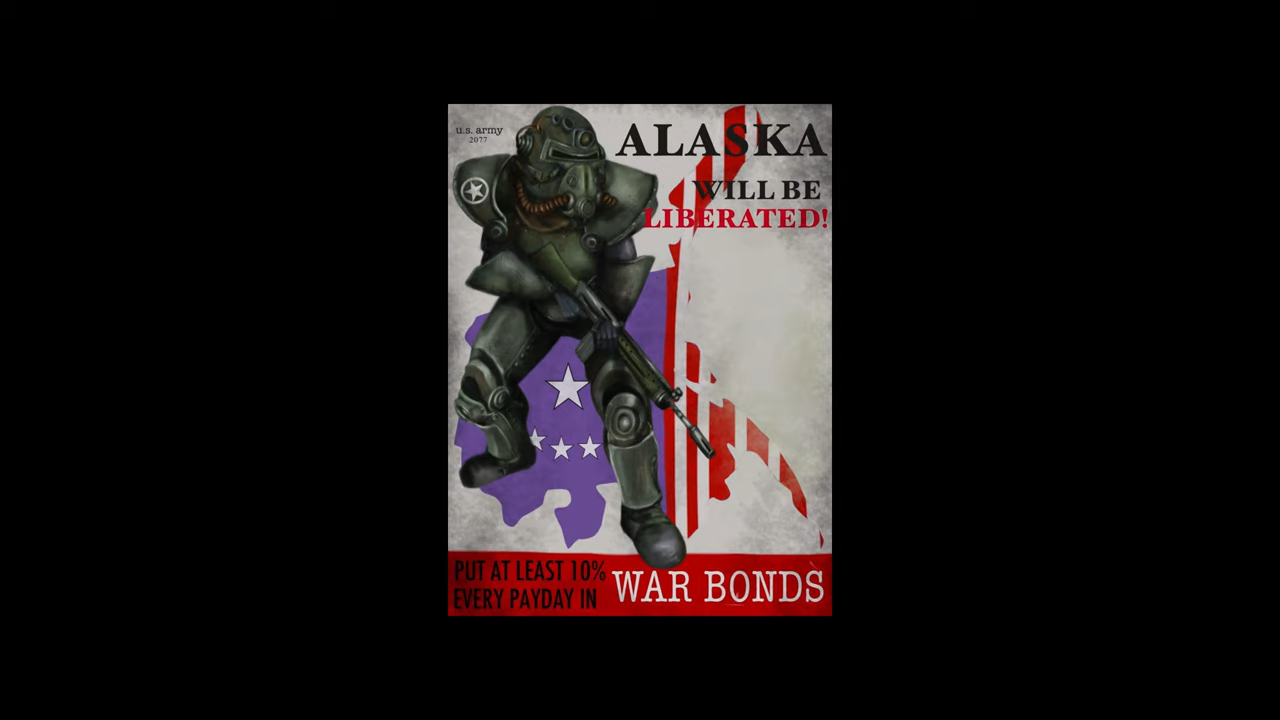 u.s. army
2077
ALASKA
WILL BE
LIBERATED!
PUT AT LEAST 10%
EVERY PAYDAY IN
WAR BONDS